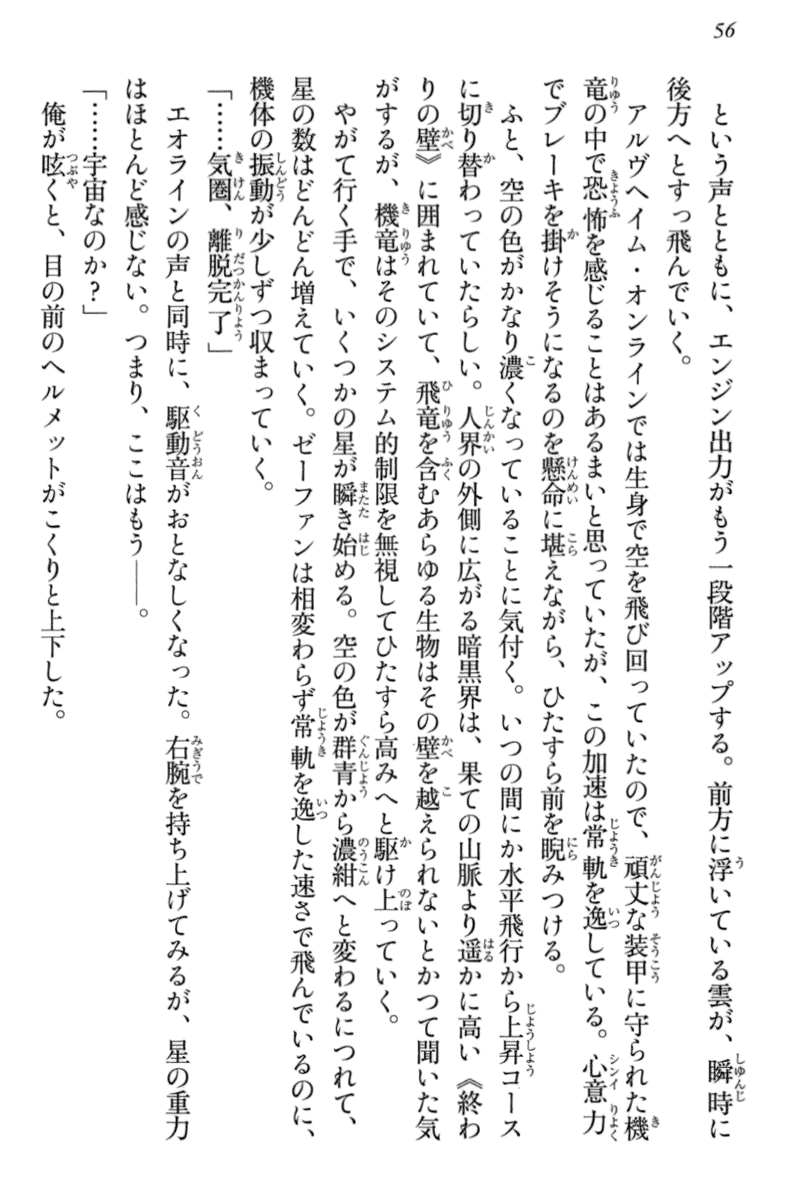 56
という声とともに、エンジン出力がもう一段階アップする。前方に浮いている雲が、瞬時に
後方へとすっ飛んでいく。
アルヴヘイム・オンラインでは生身で空を飛び回っていたので、頑丈な装甲に守られた機
竜の中で恐怖を感じることはあるまいと思っていたが、この加速は常軌を逸している。心意力
でブレーキを掛けそうになるのを懸命に堪えながら、ひたすら前を睨みつける。
ふと、空の色がかなり濃くなっていることに気付く。いつの間にか水平飛行から上昇コース
に切り替わっていたらしい。人界の外側に広がる暗黒界は、果ての山脈より遥かに高い《終わ
りの壁》に囲まれていて、飛竜を含むあらゆる生物はその壁を越えられないとかつて聞いた気
がするが、機竜はそのシステム的制限を無視してひたすら高みへと駆け上っていく。
やがて行く手で、いくつかの星が瞬き始める。空の色が群青から濃紺へと変わるにつれて、
星の数はどんどん増えていく。ゼーファンは相変わらず常軌を逸した速さで飛んでいるのに、
機体の振動が少しずつ収まっていく。
「……気圏、離脱完了」
エオラインの声と同時に、駆動音がおとなしくなった。右腕を持ち上げてみるが、星の重力
はほとんど感じない。つまり、ここはもう――。
「……宇宙なのか？」
俺が呟くと、目の前のヘルメットがこくりと上下した。